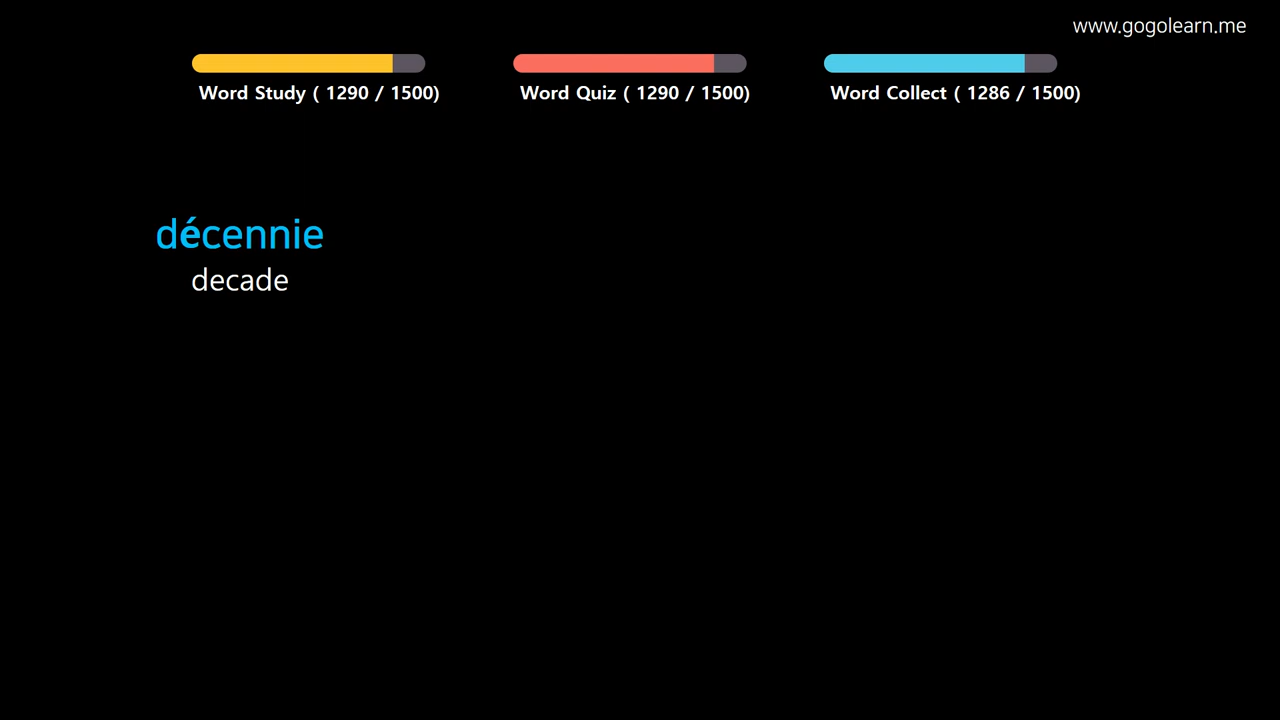 www.gogolearn.me
Word Study ( 1290 / 1500)
Word Quiz ( 1290 / 1500)
Word Collect ( 1286 / 1500)
décennie
decade